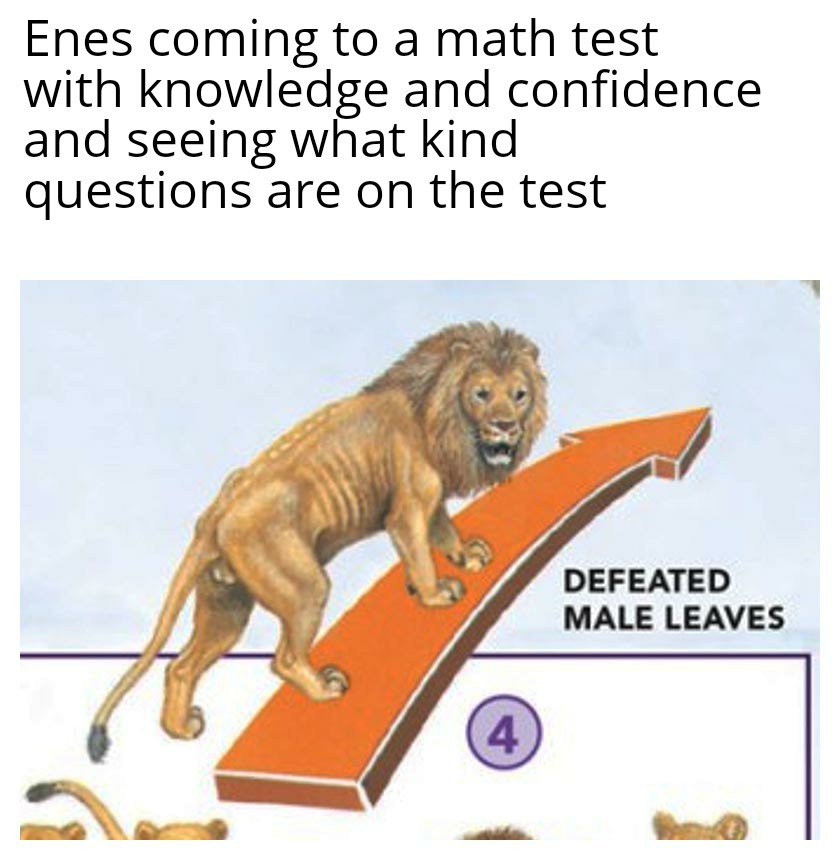 Enes coming to a math test
with knowledge and confidence
and seeing what kind
questions are on the test
DEFEATED
MALE LEAVES
4